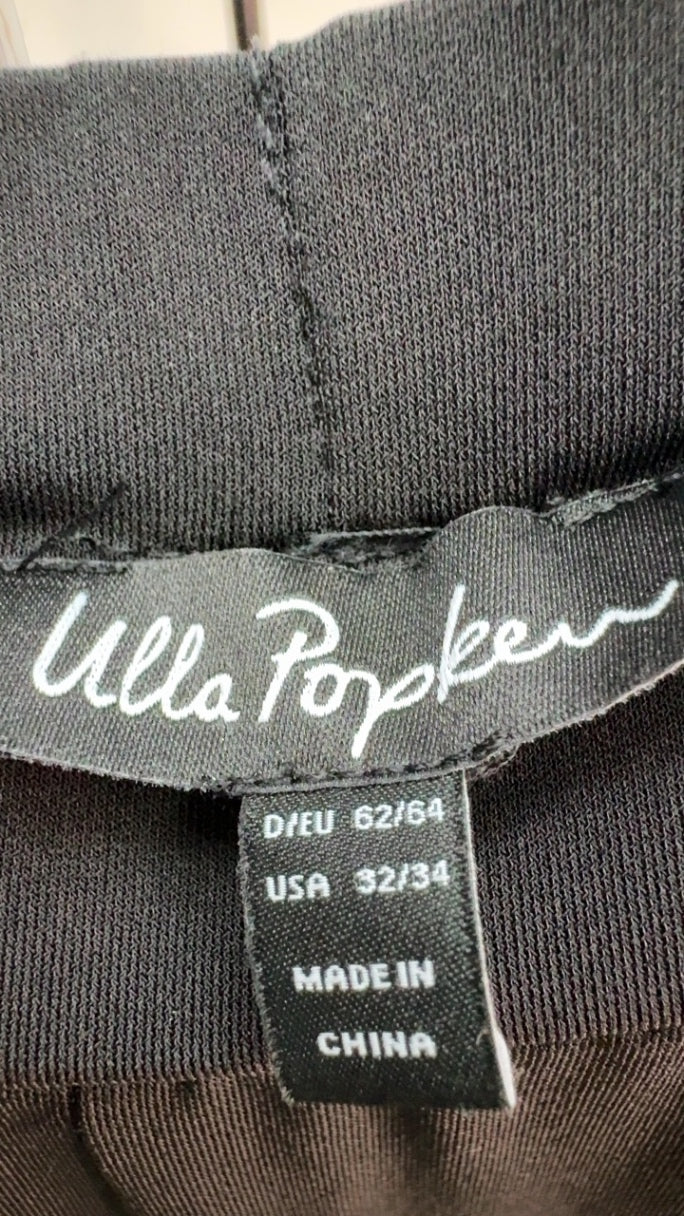 Ulla Popken
D/EU 62/64
USA 32/34
MADE IN
CHINA